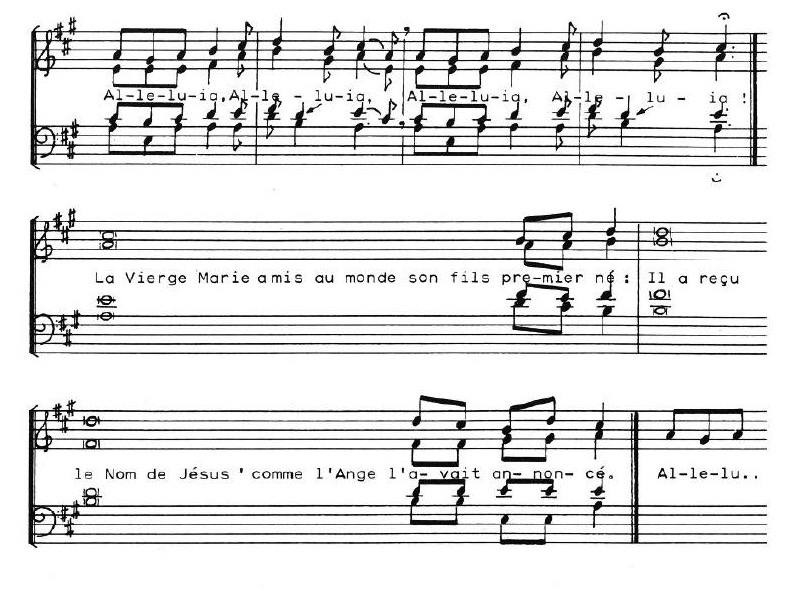 Al-le-lu-ia, Al-le - lu-ia, Al-le-lu-ia, Al-le - lu - ia !
La Vierge Marie a mis au monde son fils pre-mier né : Il a reçu
le Nom de Jésus ' comme l'Ange l'a- vait an- non- cé. Al-le-lu..